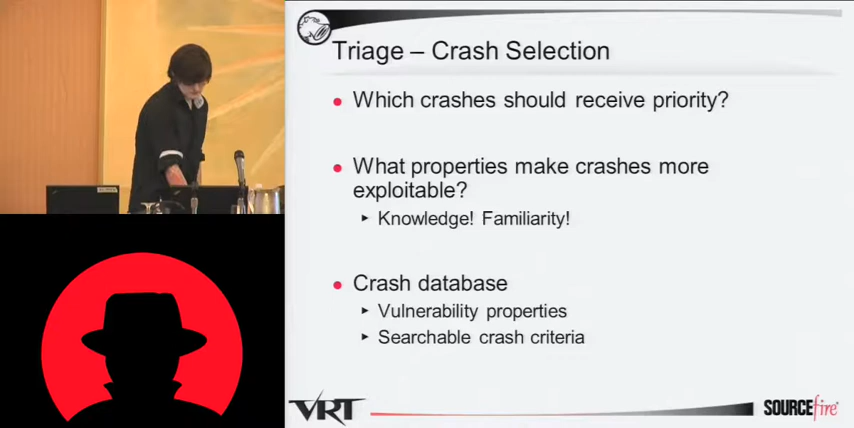 Triage – Crash Selection
Which crashes should receive priority?
What properties make crashes more
exploitable?
Knowledge! Familiarity!
Crash database
Vulnerability properties
Searchable crash criteria
VRT
SOURCEfire